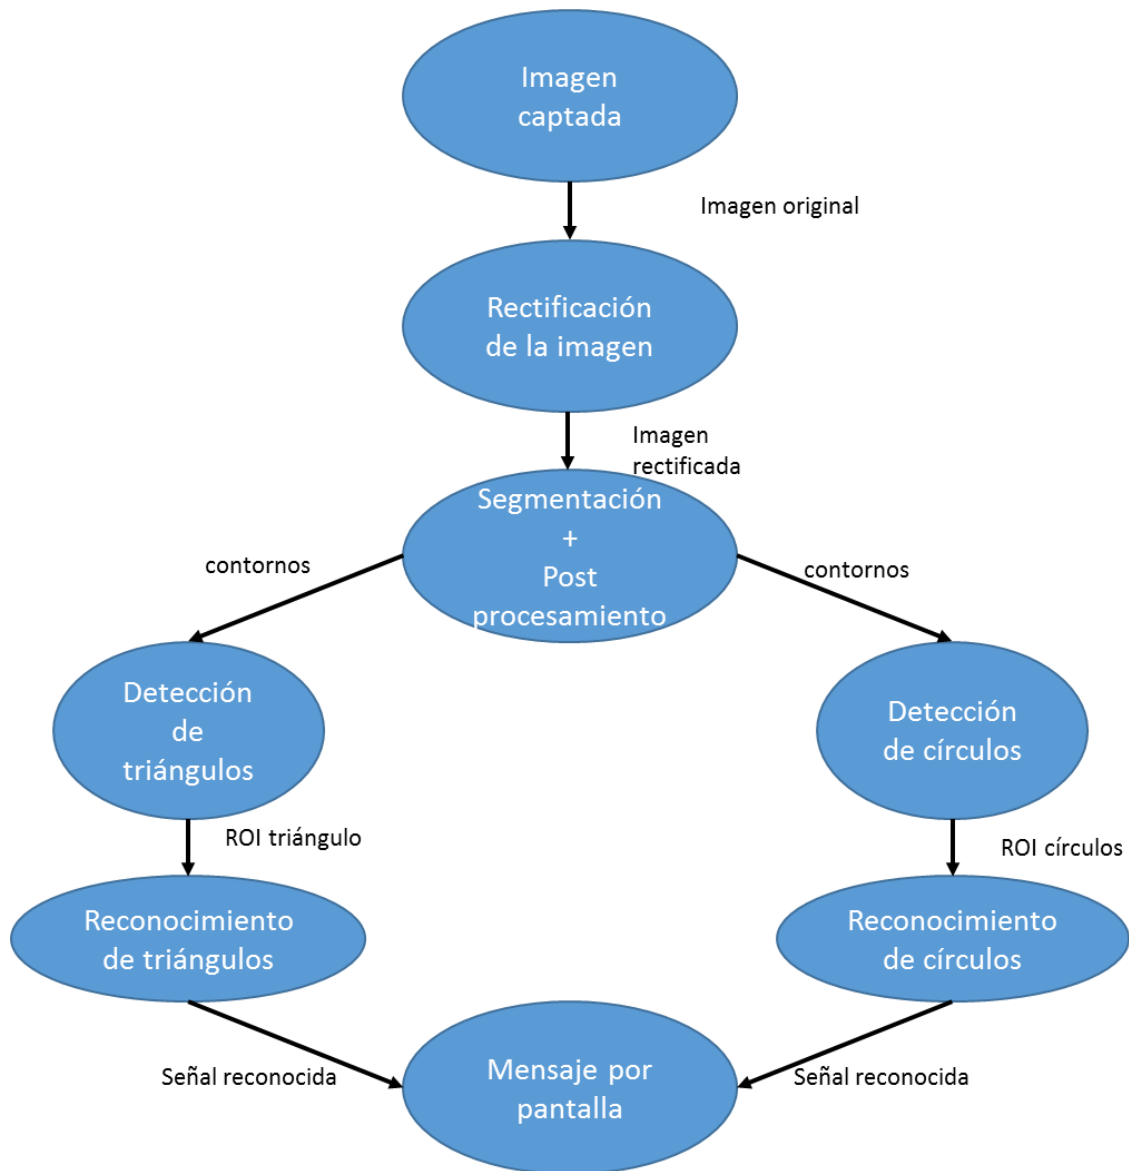 Imagen
captada
Imagen original
Rectificación
de la imagen
Imagen
rectificada
Segmentación
+
Post
procesamiento
contornos
contornos
Detección
de
triángulos
Detección
de círculos
ROI triángulo
ROI círculos
Reconocimiento
de triángulos
Reconocimiento
de círculos
Señal reconocida
Señal reconocida
Mensaje por
pantalla